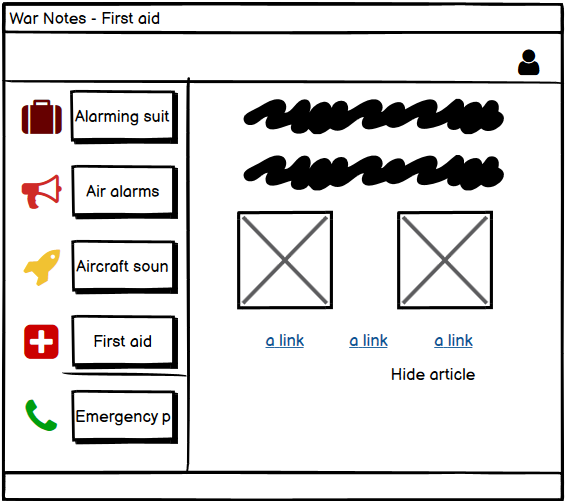 War Notes - First aid
Alarming suit
Air alarms
Aircraft soun
First aid
Emergency p
a link a link a link
Hide article